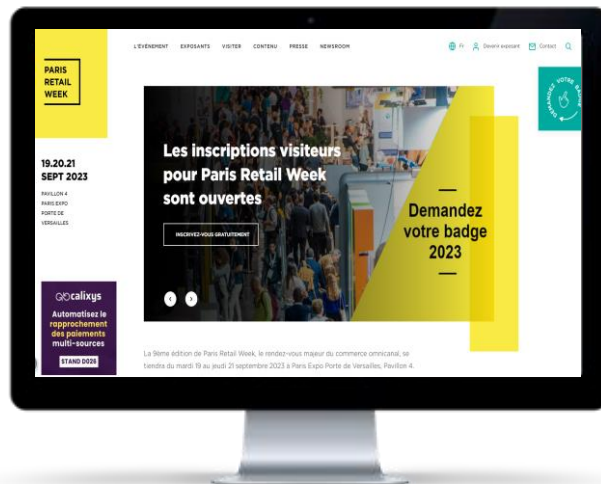 L'ÉVÉNEMENT EXPOSANTS VISITER CONTENU PRESSE NEWSROOM
Fr Devenir exposant Contact
PARIS
RETAIL
WEEK
DEMANDEZ VOTRE BADGE
19.20.21
SEPT 2023
PAVILLON 4
PARIS EXPO
PORTE DE
VERSAILLES
Les inscriptions visiteurs
pour Paris Retail Week
sont ouvertes
INSCRIVEZ-VOUS GRATUITEMENT
Demandez
votre badge
2023
calixys
Automatisez le
rapprochement
des paiements
multi-sources
STAND D026
La 9ème édition de Paris Retail Week, le rendez-vous majeur du commerce omnicanal, se
tiendra du mardi 19 au jeudi 21 septembre 2023 à Paris Expo Porte de Versailles, Pavillon 4.